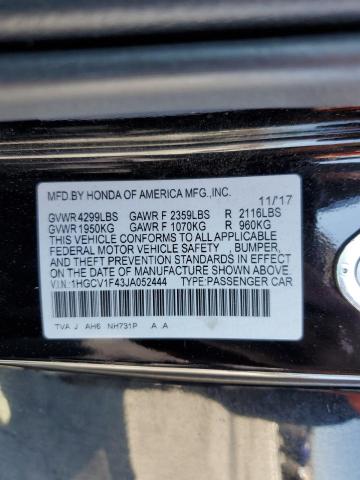 MFD.BY HONDA OF AMERICA MFG.,INC. 11/17
GVWR 4299LBS GAWR F 2359LBS R 2116LBS
GVWR 1950KG GAWR F 1070KG R 960KG
THIS VEHICLE CONFORMS TO ALL APPLICABLE
FEDERAL MOTOR VEHICLE SAFETY, BUMPER,
AND THEFT PREVENTION STANDARDS IN EFFECT
ON THE DATE OF MANUFACTURE SHOWN ABOVE.
V.I.N.:1HGCV1F43JA052444 TYPE:PASSENGER CAR
TVA J AH6 NH731P A A